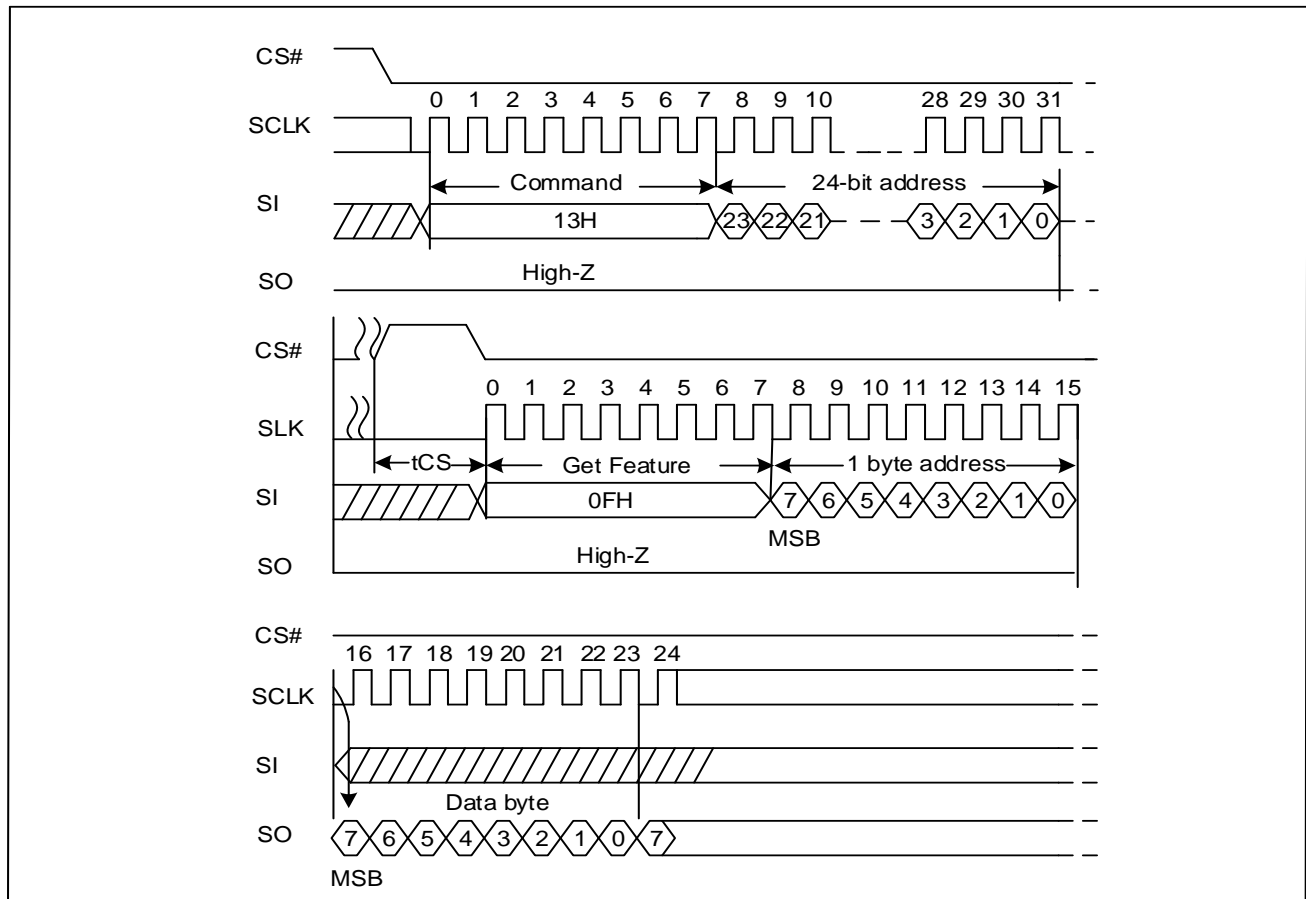 CS#
0 1 2 3 4 5 6 7 8 9 10 28 29 30 31
SCLK
Command 24-bit address
SI
13H 23 22 21 3 2 1 0
High-Z
SO
CS#
0 1 2 3 4 5 6 7 8 9 10 11 12 13 14 15
SLK
tCS Get Feature 1 byte address
SI 0FH 7 6 5 4 3 2 1 0
MSB
High-Z
SO
CS#
16 17 18 19 20 21 22 23 24
SCLK
SI
Data byte
SO 7 6 5 4 3 2 1 0 7
MSB